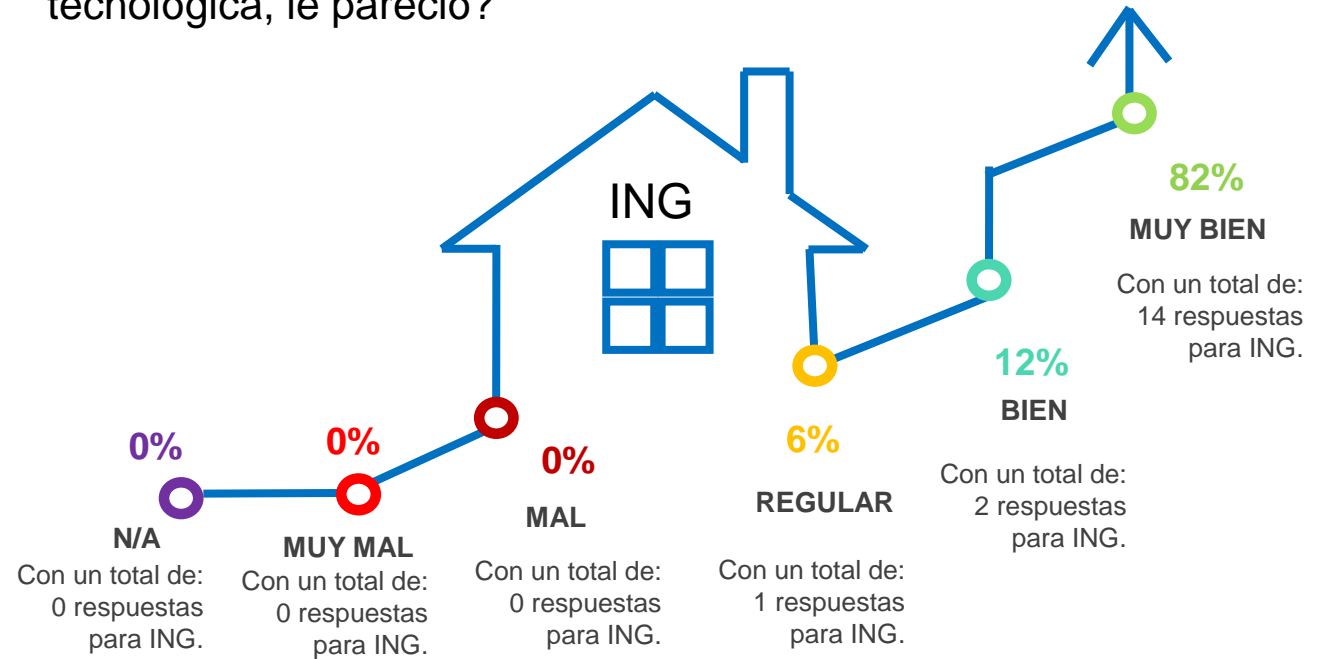 tecnológica, le pareció?
ING
0%
N/A
Con un total de:
0 respuestas
para ING.
0%
MUY MAL
Con un total de:
0 respuestas
para ING.
0%
MAL
Con un total de:
0 respuestas
para ING.
6%
REGULAR
Con un total de:
1 respuestas
para ING.
12%
BIEN
Con un total de:
2 respuestas
para ING.
82%
MUY BIEN
Con un total de:
14 respuestas
para ING.